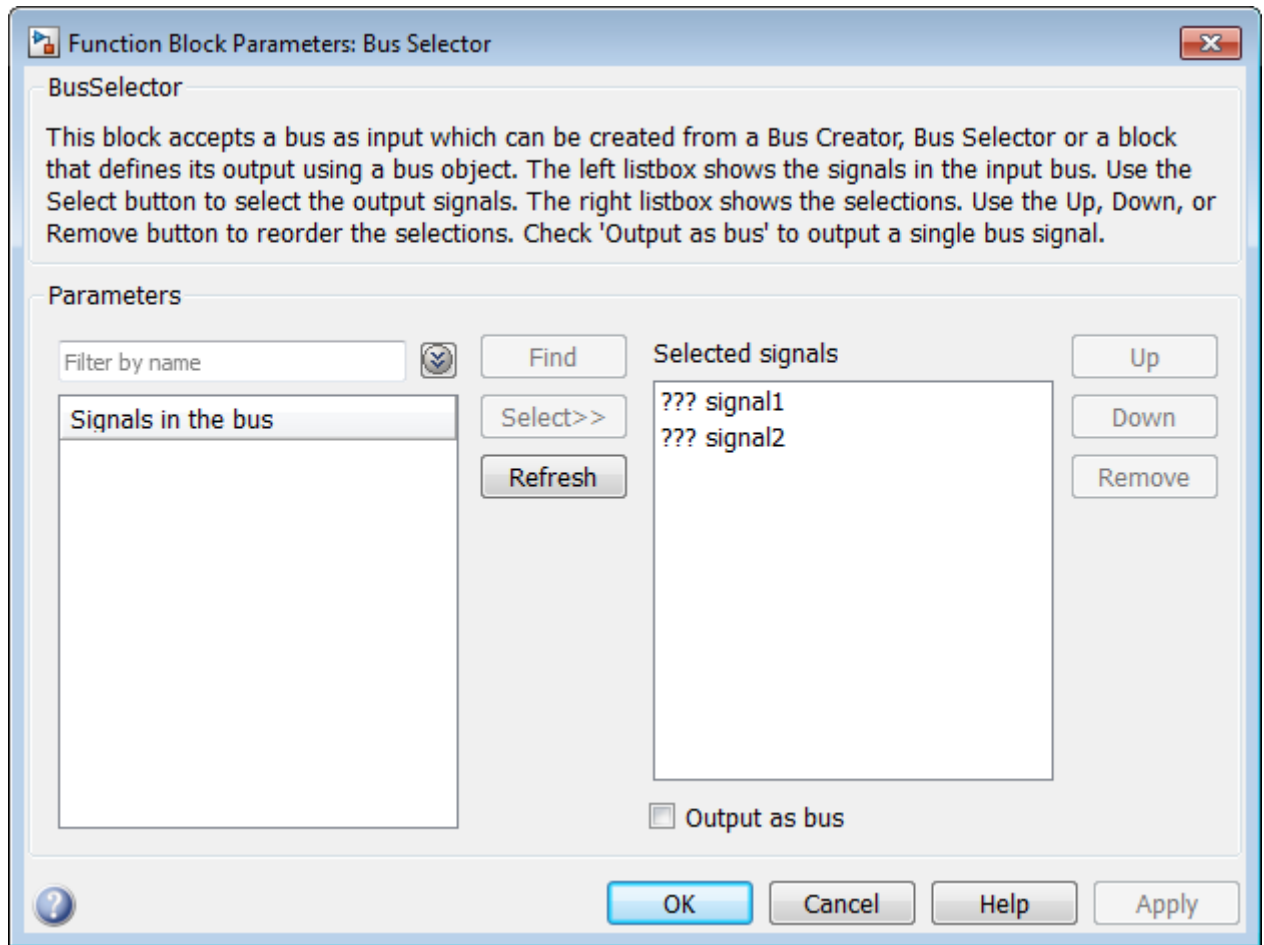 Function Block Parameters: Bus Selector
BusSelector
This block accepts a bus as input which can be created from a Bus Creator, Bus Selector or a block
that defines its output using a bus object. The left listbox shows the signals in the input bus. Use the
Select button to select the output signals. The right listbox shows the selections. Use the Up, Down, or
Remove button to reorder the selections. Check 'Output as bus' to output a single bus signal.
Parameters
Filter by name
Find
Selected signals
Up
Signals in the bus
Select>>
??? signal1
Down
??? signal2
Refresh
Remove
Output as bus
?
OK
Cancel
Help
Apply